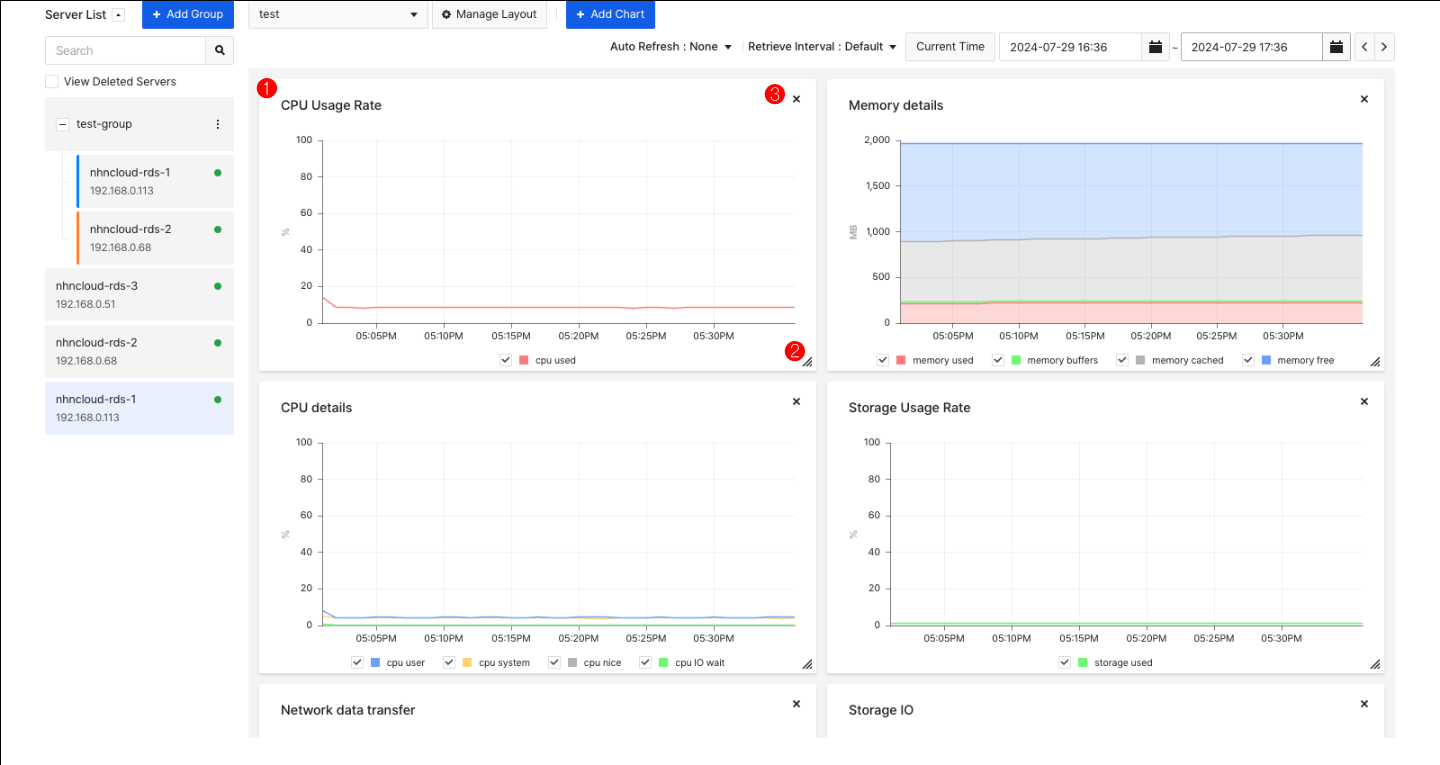 Server List
+ Add Group
test
Manage Layout
+ Add Chart
Search
Auto Refresh : None
Retrieve Interval : Default
Current Time
2024-07-29 16:36
~
2024-07-29 17:36
View Deleted Servers
test-group
nhncloud-rds-1
192.168.0.113
nhncloud-rds-2
192.168.0.68
nhncloud-rds-3
192.168.0.51
nhncloud-rds-2
192.168.0.68
nhncloud-rds-1
192.168.0.113
1
CPU Usage Rate
3
100
80
60
%
40
20
0
05:05PM 05:10PM 05:15PM 05:20PM 05:25PM 05:30PM
cpu used
2
Memory details
2,000
1,500
MB
1,000
500
0
05:05PM 05:10PM 05:15PM 05:20PM 05:25PM 05:30PM
memory used memory buffers memory cached memory free
CPU details
100
80
60
%
40
20
0
05:05PM 05:10PM 05:15PM 05:20PM 05:25PM 05:30PM
cpu user cpu system cpu nice cpu IO wait
Storage Usage Rate
100
80
60
%
40
20
0
05:05PM 05:10PM 05:15PM 05:20PM 05:25PM 05:30PM
storage used
Network data transfer
Storage IO